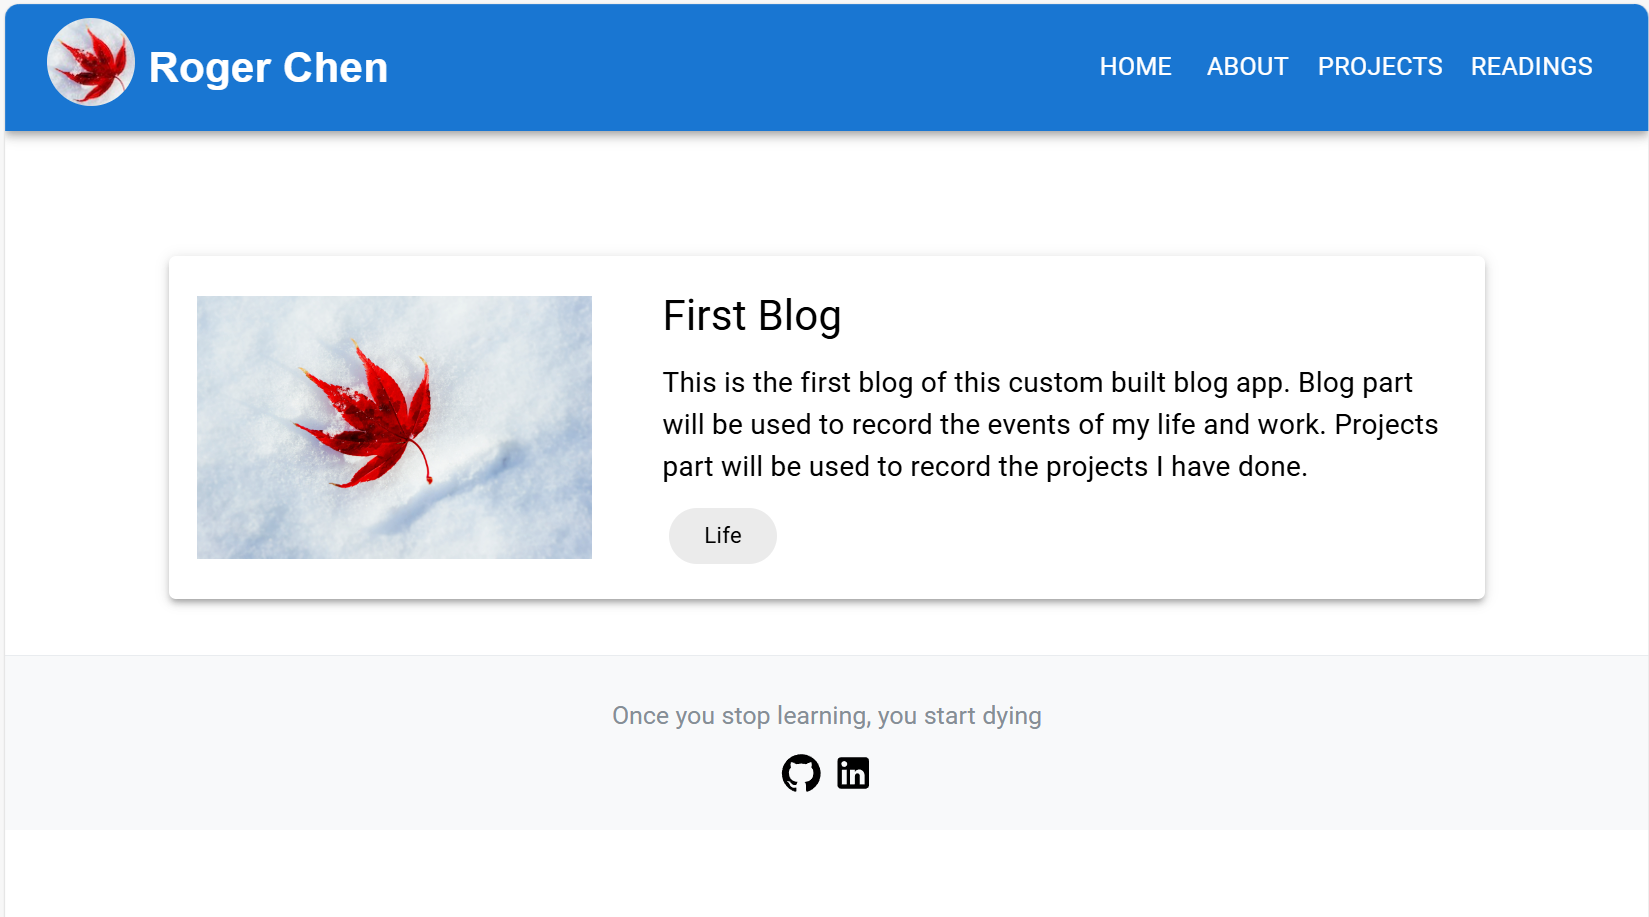 Roger Chen
HOME ABOUT PROJECTS READINGS
First Blog
This is the first blog of this custom built blog app. Blog part
will be used to record the events of my life and work. Projects
part will be used to record the projects I have done.
Life
Once you stop learning, you start dying
in